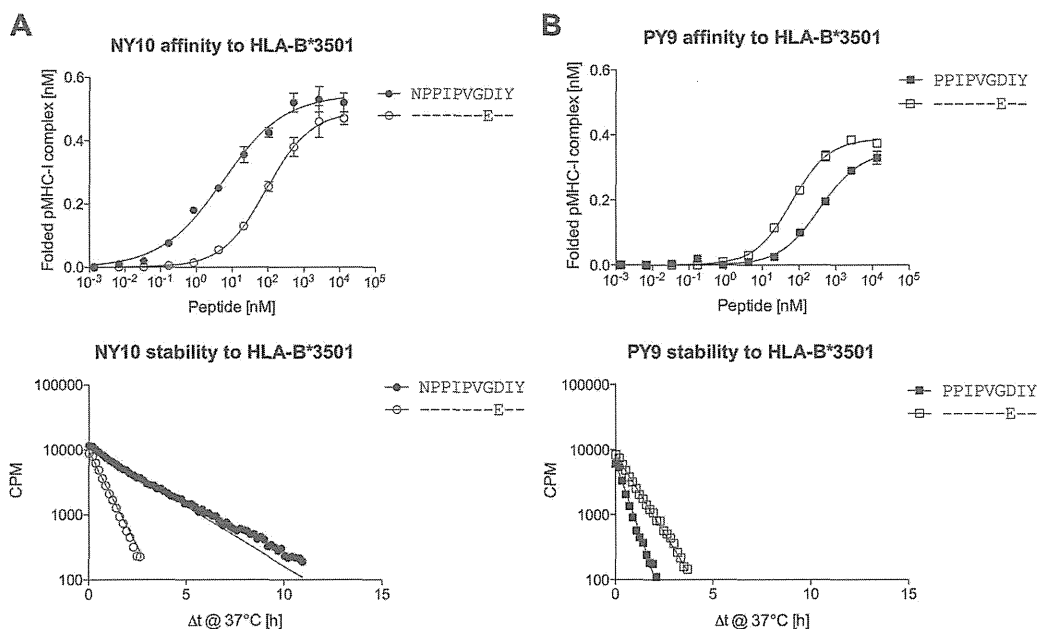 A
NY10 affinity to HLA-B*3501
Folded pMHC-I complex [nM]
0.6
0.4
0.2
0.0
10-3 10-2 10-1 100 101 102 103 104 105
Peptide [nM]
NPPIPVGDIY
-------E--
B
PY9 affinity to HLA-B*3501
Folded pMHC-I complex [nM]
0.6
0.4
0.2
0.0
10-3 10-2 10-1 100 101 102 103 104 105
Peptide [nM]
PPIPVGDIY
------E--
NY10 stability to HLA-B*3501
CPM
100000
10000
1000
100
0 5 10 15
Δt @ 37°C [h]
NPPIPVGDIY
-------E--
PY9 stability to HLA-B*3501
CPM
100000
10000
1000
100
0 5 10 15
Δt @ 37°C [h]
PPIPVGDIY
------E--